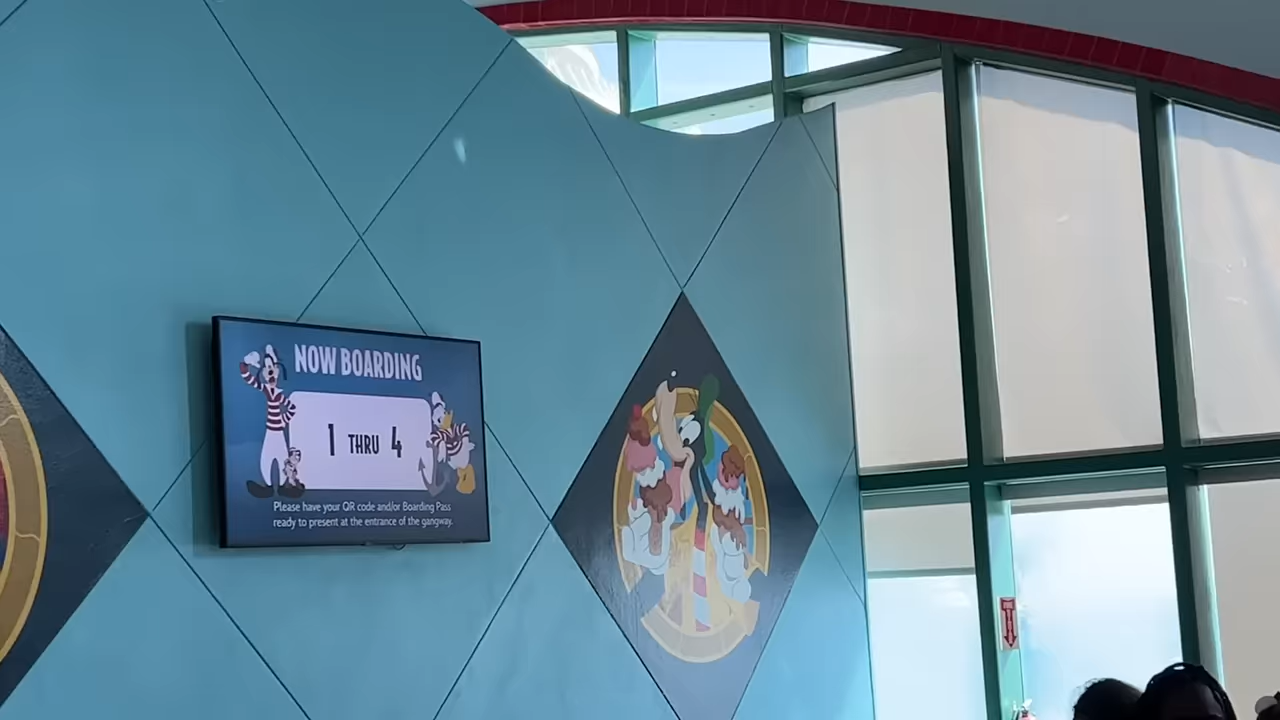 NOW BOARDING
1 THRU 4
Please have your QR code and/or Boarding Pass
ready to present at the entrance of the gangway.